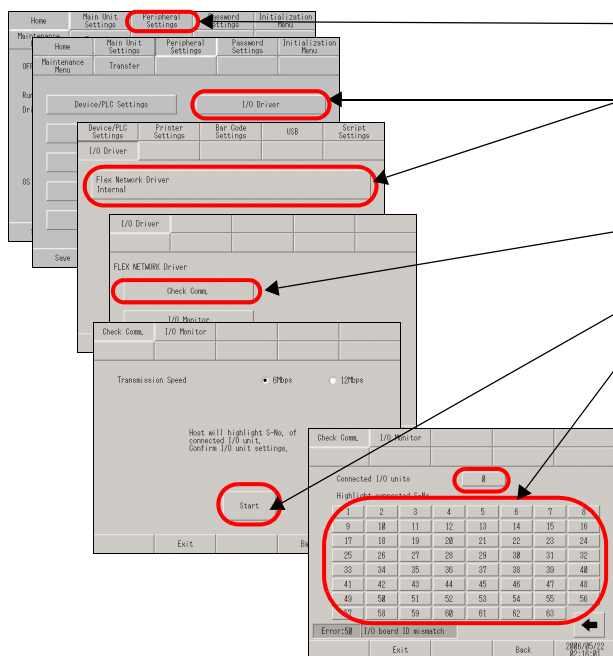 Home Main Unit Settings Peripheral Settings Password Settings Initialization Menu
Maintenance
Home Main Unit Settings Peripheral Settings Password Settings Initialization Menu
OFF Maintenance Menu Transfer
Device/PLC Settings I/O Driver
Device/PLC Settings Printer Settings Bar Code Settings USB Script Settings
I/O Driver
Flex Network Driver
Internal
OS
I/O Driver
Save
FLEX NETWORK Driver
Check Comm.
I/O Monitor
Check Comm. I/O Monitor
Transmission Speed 6Mbps 12Mbps
Host will highlight S-No. of
connected I/O unit.
Confirm I/O unit settings.
Start
Exit
Check Comm. I/O Monitor
Connected I/O units 0
Highlight connected S-No.
1 2 3 4 5 6 7 8
9 10 11 12 13 14 15 16
17 18 19 20 21 22 23 24
25 26 27 28 29 30 31 32
33 34 35 36 37 38 39 40
41 42 43 44 45 46 47 48
49 50 51 52 53 54 55 56
57 58 59 60 61 62 63
Error:50 I/O board ID mismatch
Exit Back 2006/05/22
02:16:01